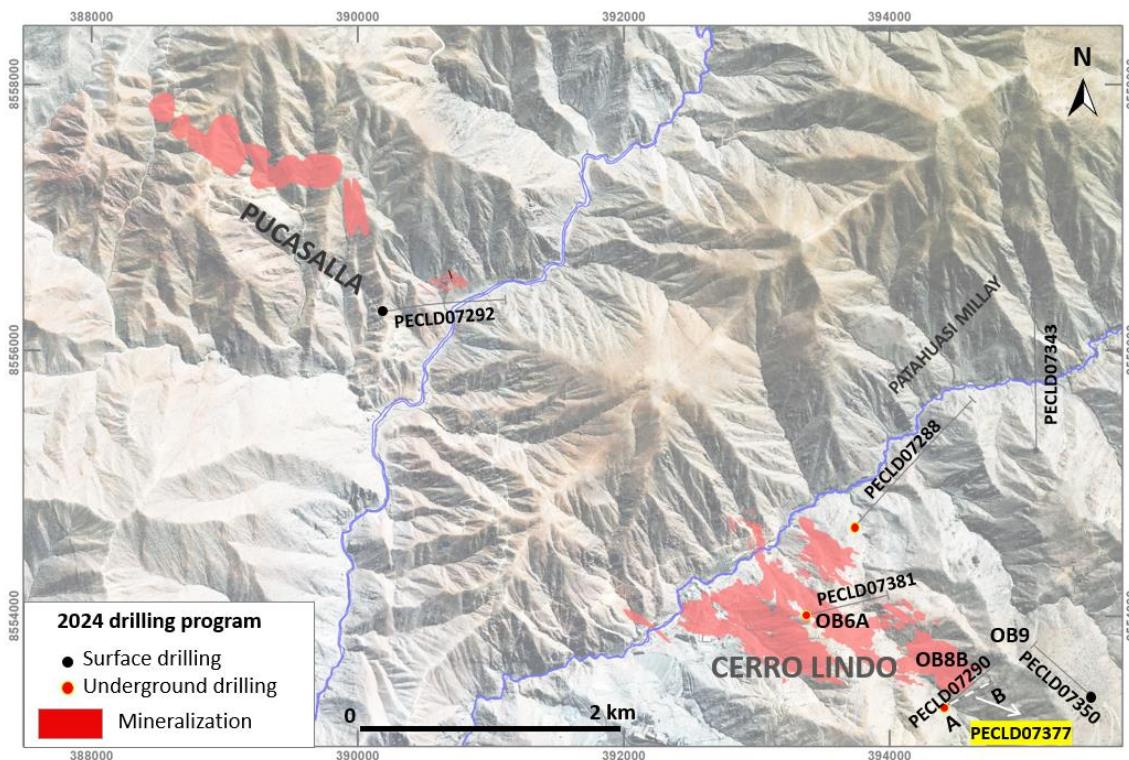 388000
390000
392000
394000
N
8558000
8558000
PUCASALLA
PECLD07292
8556000
PATAHUASI MILLAY
PECLD07343
PECLD07288
PECLD07381
OB6A
8554000
OB9
OB8B
CERRO LINDO
PECLD07290
PECLD07350
A
B
PECLD07377
2024 drilling program
Surface drilling
Underground drilling
Mineralization
0
2 km
388000
390000
392000
394000